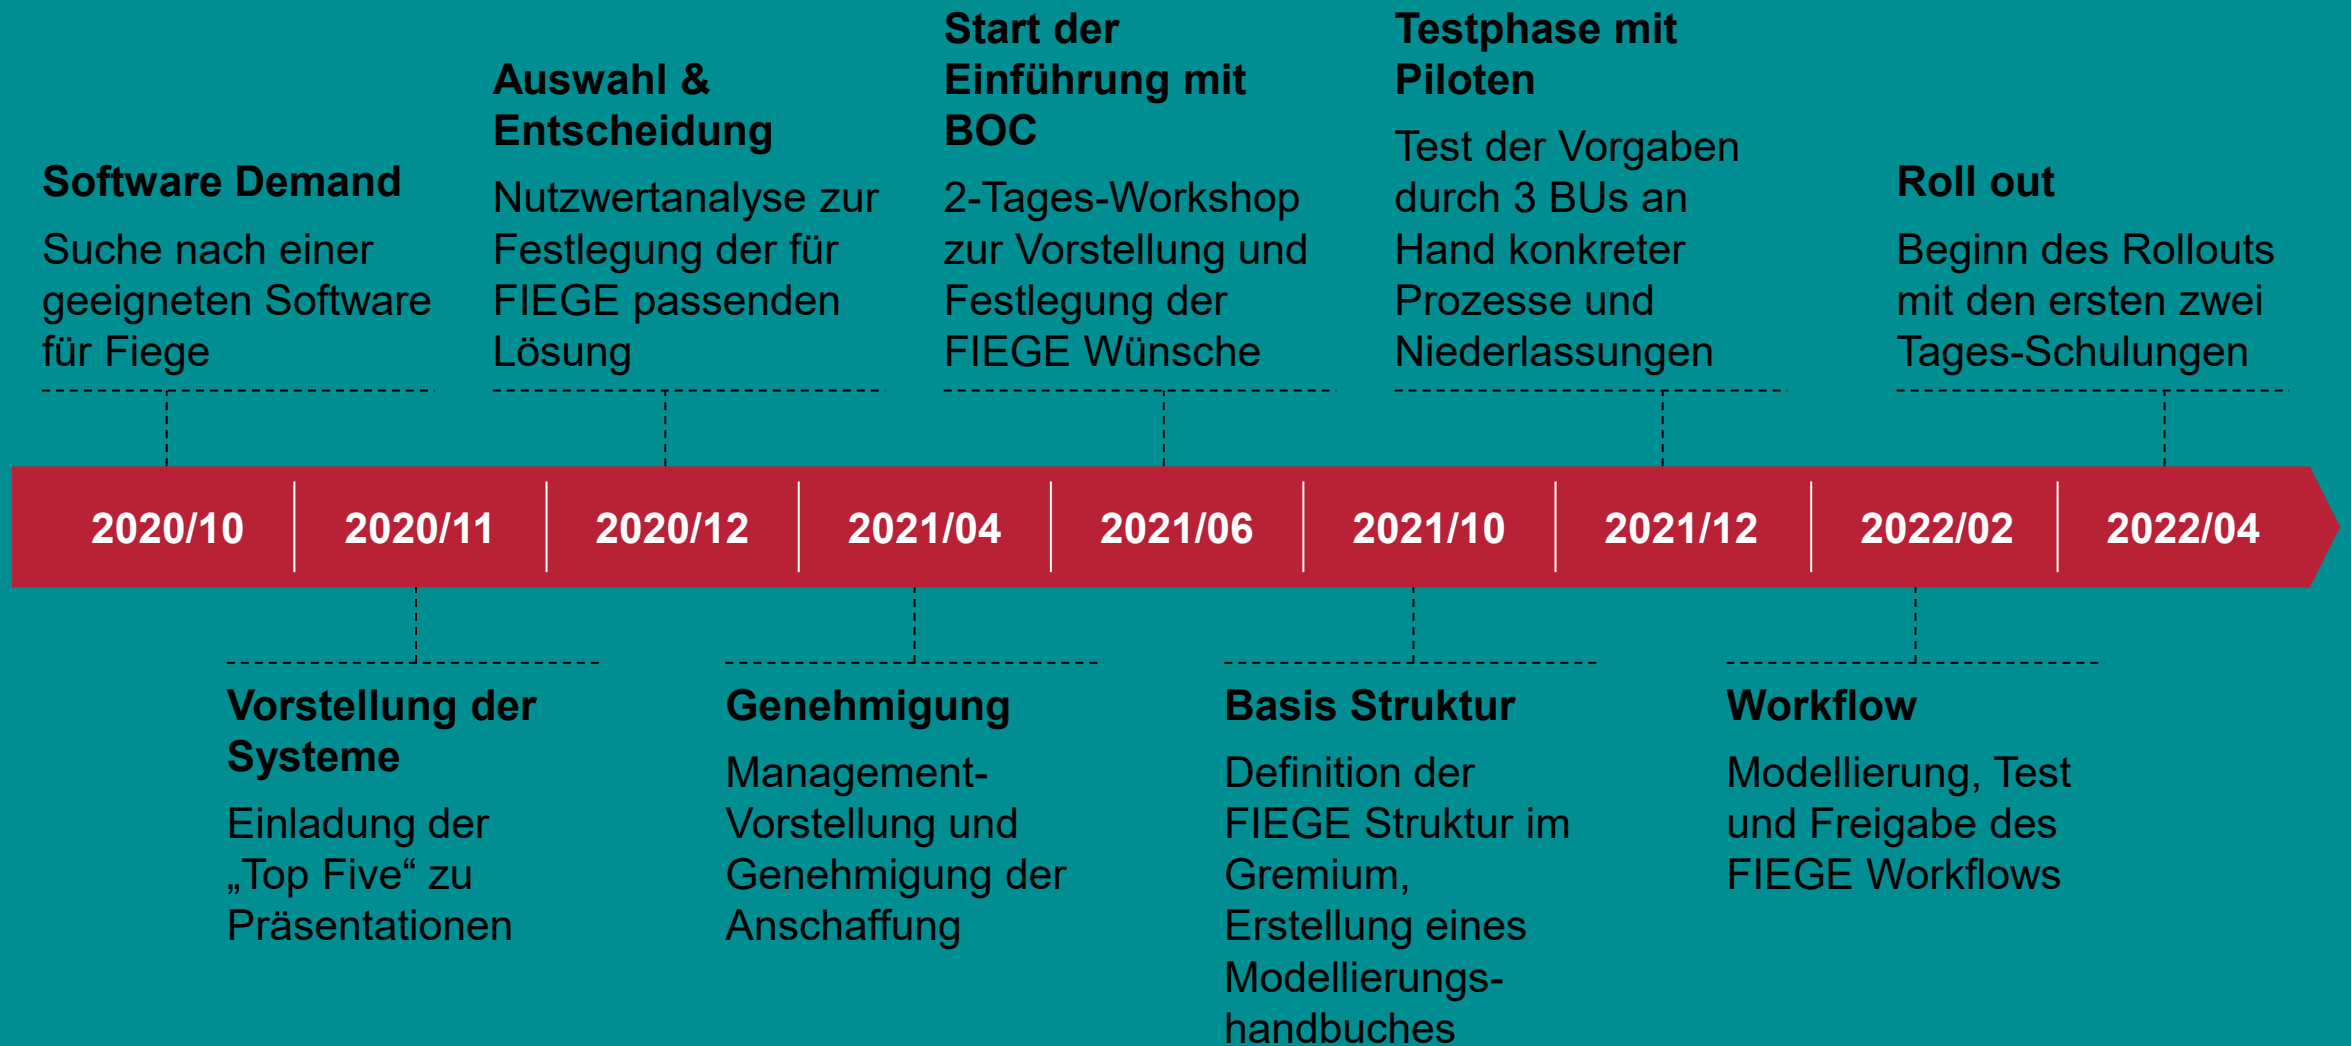 Software Demand
Suche nach einer
geeigneten Software
für Fiege
Auswahl &
Entscheidung
Nutzwertanalyse zur
Festlegung der für
FIEGE passenden
Lösung
Start der
Einführung mit
BOC
2-Tages-Workshop
zur Vorstellung und
Festlegung der
FIEGE Wünsche
Testphase mit
Piloten
Test der Vorgaben
durch 3 BUs an
Hand konkreter
Prozesse und
Niederlassungen
Roll out
Beginn des Rollouts
mit den ersten zwei
Tages-Schulungen
2020/10
2020/11
2020/12
2021/04
2021/06
2021/10
2021/12
2022/02
2022/04
Vorstellung der
Systeme
Einladung der
„Top Five“ zu
Präsentationen
Genehmigung
Management-
Vorstellung und
Genehmigung der
Anschaffung
Basis Struktur
Definition der
FIEGE Struktur im
Gremium,
Erstellung eines
Modellierungs-
handbuches
Workflow
Modellierung, Test
und Freigabe des
FIEGE Workflows